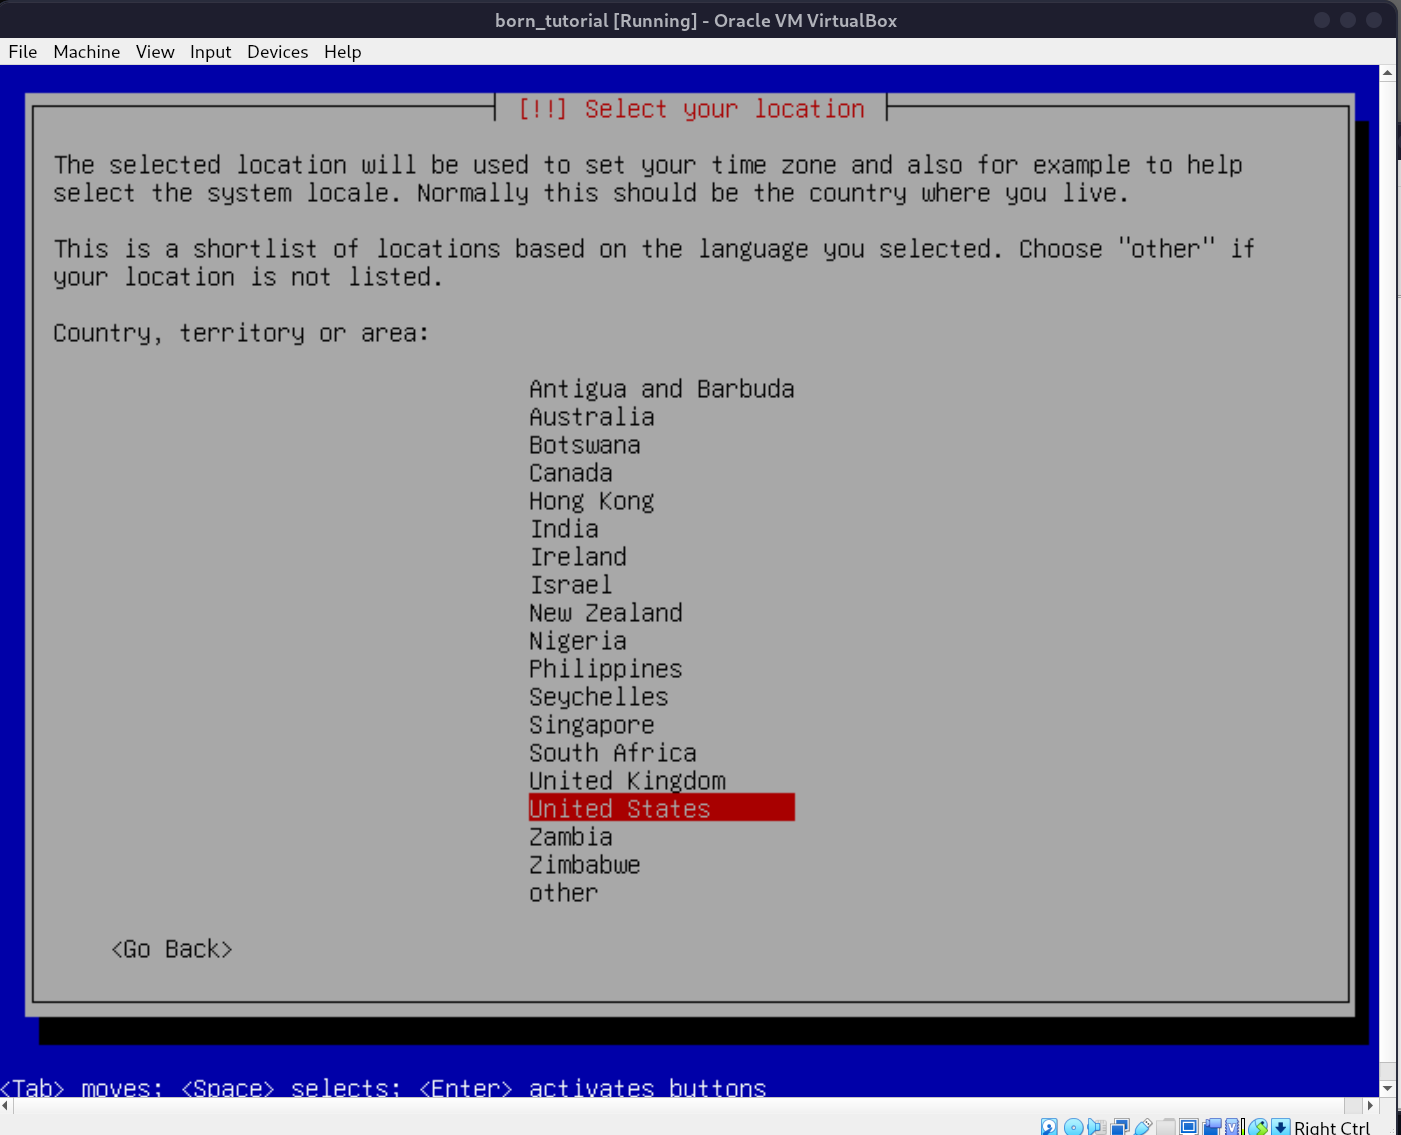 born_tutorial [Running] - Oracle VM VirtualBox
File Machine View Input Devices Help
[!!] Select your location
The selected location will be used to set your time zone and also for example to help
select the system locale. Normally this should be the country where you live.
This is a shortlist of locations based on the language you selected. Choose "other" if
your location is not listed.
Country, territory or area:
Antigua and Barbuda
Australia
Botswana
Canada
Hong Kong
India
Ireland
Israel
New Zealand
Nigeria
Philippines
Seychelles
Singapore
South Africa
United Kingdom
United States
Zambia
Zimbabwe
other
<Go Back>
<Tab> moves; <Space> selects; <Enter> activates buttons
Right Ctrl